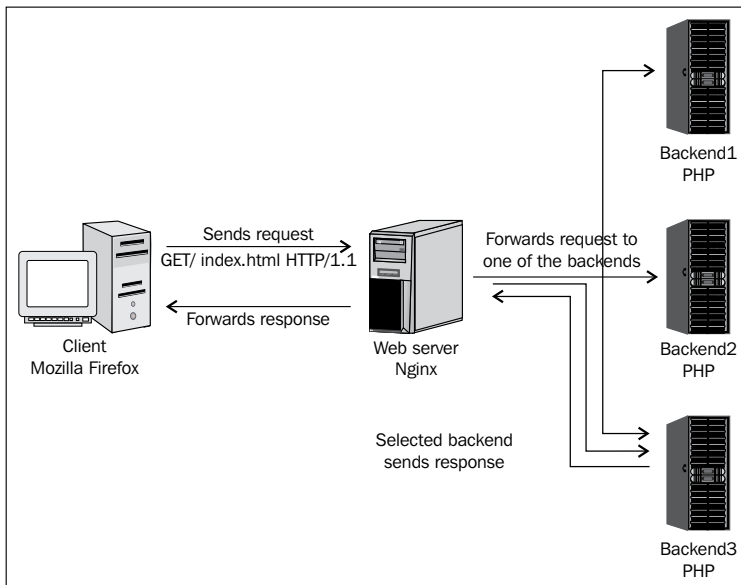 Backend1
PHP
Sends request
GET/ index.html HTTP/1.1
Forwards response
Client
Mozilla Firefox
Web server
Nginx
Forwards request to
one of the backends
Backend2
PHP
Selected backend
sends response
Backend3
PHP